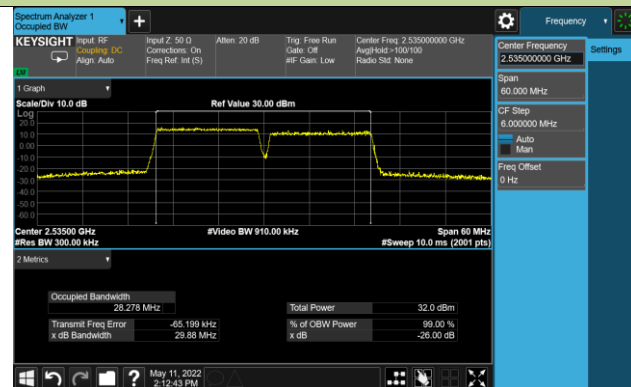 Spectrum Analyzer 1
Occupied BW
Frequency
KEYSIGHT
Input: RF
Coupling: DC
Align: Auto
Input Z: 50 Ω
Corrections: On
Freq Ref: Int (S)
Atten: 20 dB
Trig: Free Run
Gate: Off
#IF Gain: Low
Center Freq: 2.535000000 GHz
Avg|Hold:>100/100
Radio Std: None
Center Frequency
2.535000000 GHz
Settings
Span
60.000 MHz
CF Step
6.000000 MHz
Auto
Man
Freq Offset
0 Hz
1 Graph
Scale/Div 10.0 dB
Ref Value 30.00 dBm
Log
20.0
10.0
0.00
-10.0
-20.0
-30.0
-40.0
-50.0
-60.0
Center 2.53500 GHz
#Video BW 910.00 kHz
Span 60 MHz
#Res BW 300.00 kHz
#Sweep 10.0 ms (2001 pts)
2 Metrics
Occupied Bandwidth
28.278 MHz
Total Power 32.0 dBm
Transmit Freq Error -65.199 kHz
% of OBW Power 99.00 %
x dB Bandwidth 29.88 MHz
x dB -26.00 dB
?
May 11, 2022
2:12:43 PM